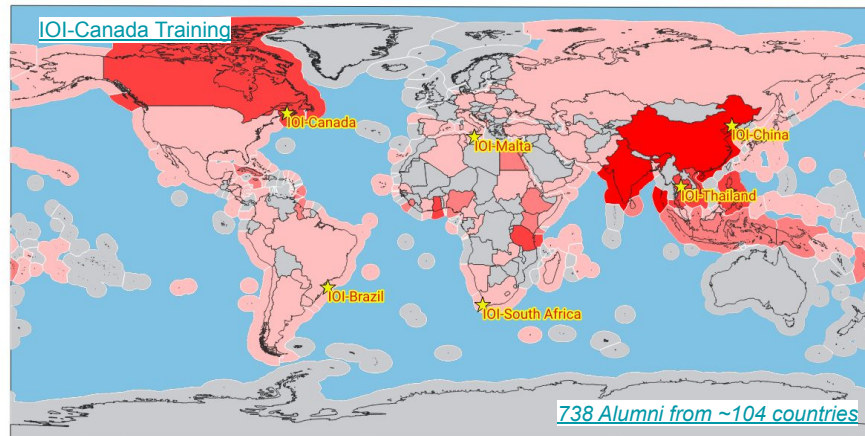 IOI-Canada Training
IOI-Canada
IOI-China
IOI-Malta
IOI-Thailand
IOI-Brazil
IOI-South Africa
738 Alumni from ~104 countries